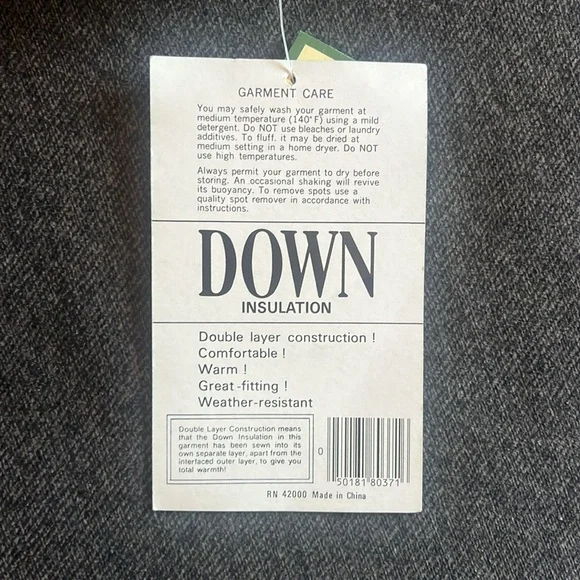 GARMENT CARE
You may safely wash your garment at
medium temperature (140°F) using a mild
detergent. Do NOT use bleaches or laundry
additives. To fluff, it may be dried at
medium setting in a home dryer. Do NOT
use high temperatures.
Always permit your garment to dry before
storing. An occasional shaking will revive
its buoyancy. To remove spots use a
quality spot remover in accordance with
instructions.
DOWN
INSULATION
Double layer construction !
Comfortable !
Warm !
Great-fitting !
Weather-resistant
Double Layer Construction means
that the Down Insulation in this
garment has been sewn into its
own separate layer, apart from the
interfaced outer layer, to give you
total warmth!
0 50181 80371
RN 42000 Made in China